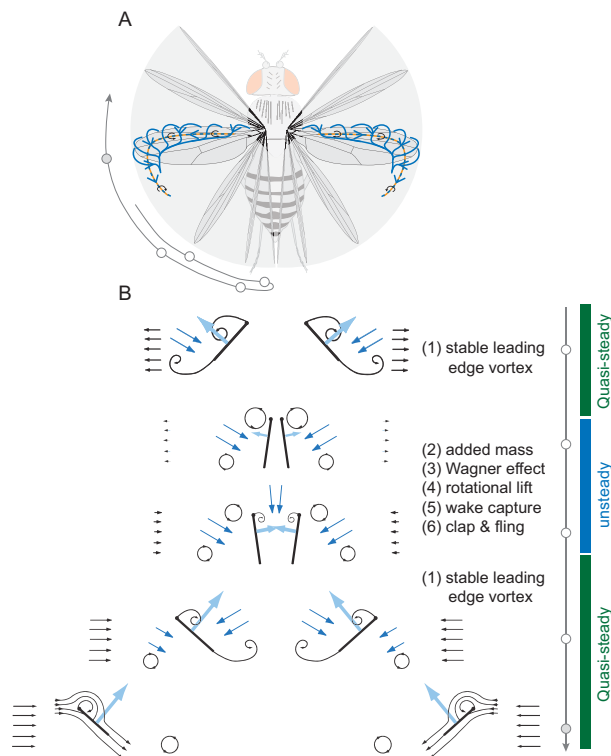 A
B
(1) stable leading
edge vortex
Quasi-steady
(2) added mass
(3) Wagner effect
(4) rotational lift
(5) wake capture
(6) clap & fling
unsteady
(1) stable leading
edge vortex
Quasi-steady